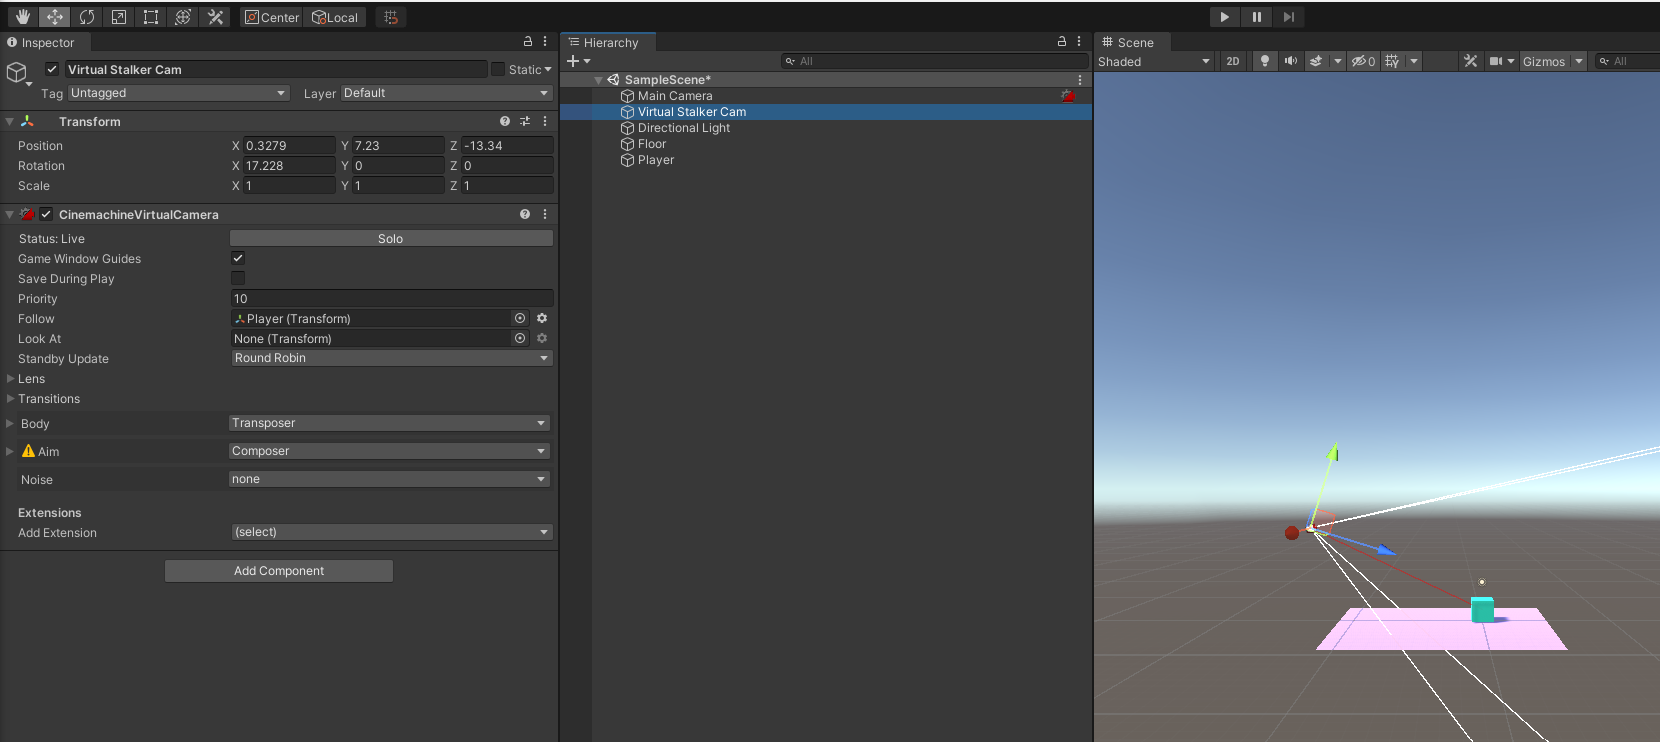 Center Local
Inspector
Virtual Stalker Cam Static
Tag Untagged Layer Default
Transform
Position X 0.3279 Y 7.23 Z -13.34
Rotation X 17.228 Y 0 Z 0
Scale X 1 Y 1 Z 1
CinemachineVirtualCamera
Status: Live Solo
Game Window Guides
Save During Play
Priority 10
Follow Player (Transform)
Look At None (Transform)
Standby Update Round Robin
Lens
Transitions
Body Transposer
Aim Composer
Noise none
Extensions
Add Extension (select)
Add Component
Hierarchy
All
SampleScene*
Main Camera
Virtual Stalker Cam
Directional Light
Floor
Player
Scene
Shaded 2D 0 Gizmos All